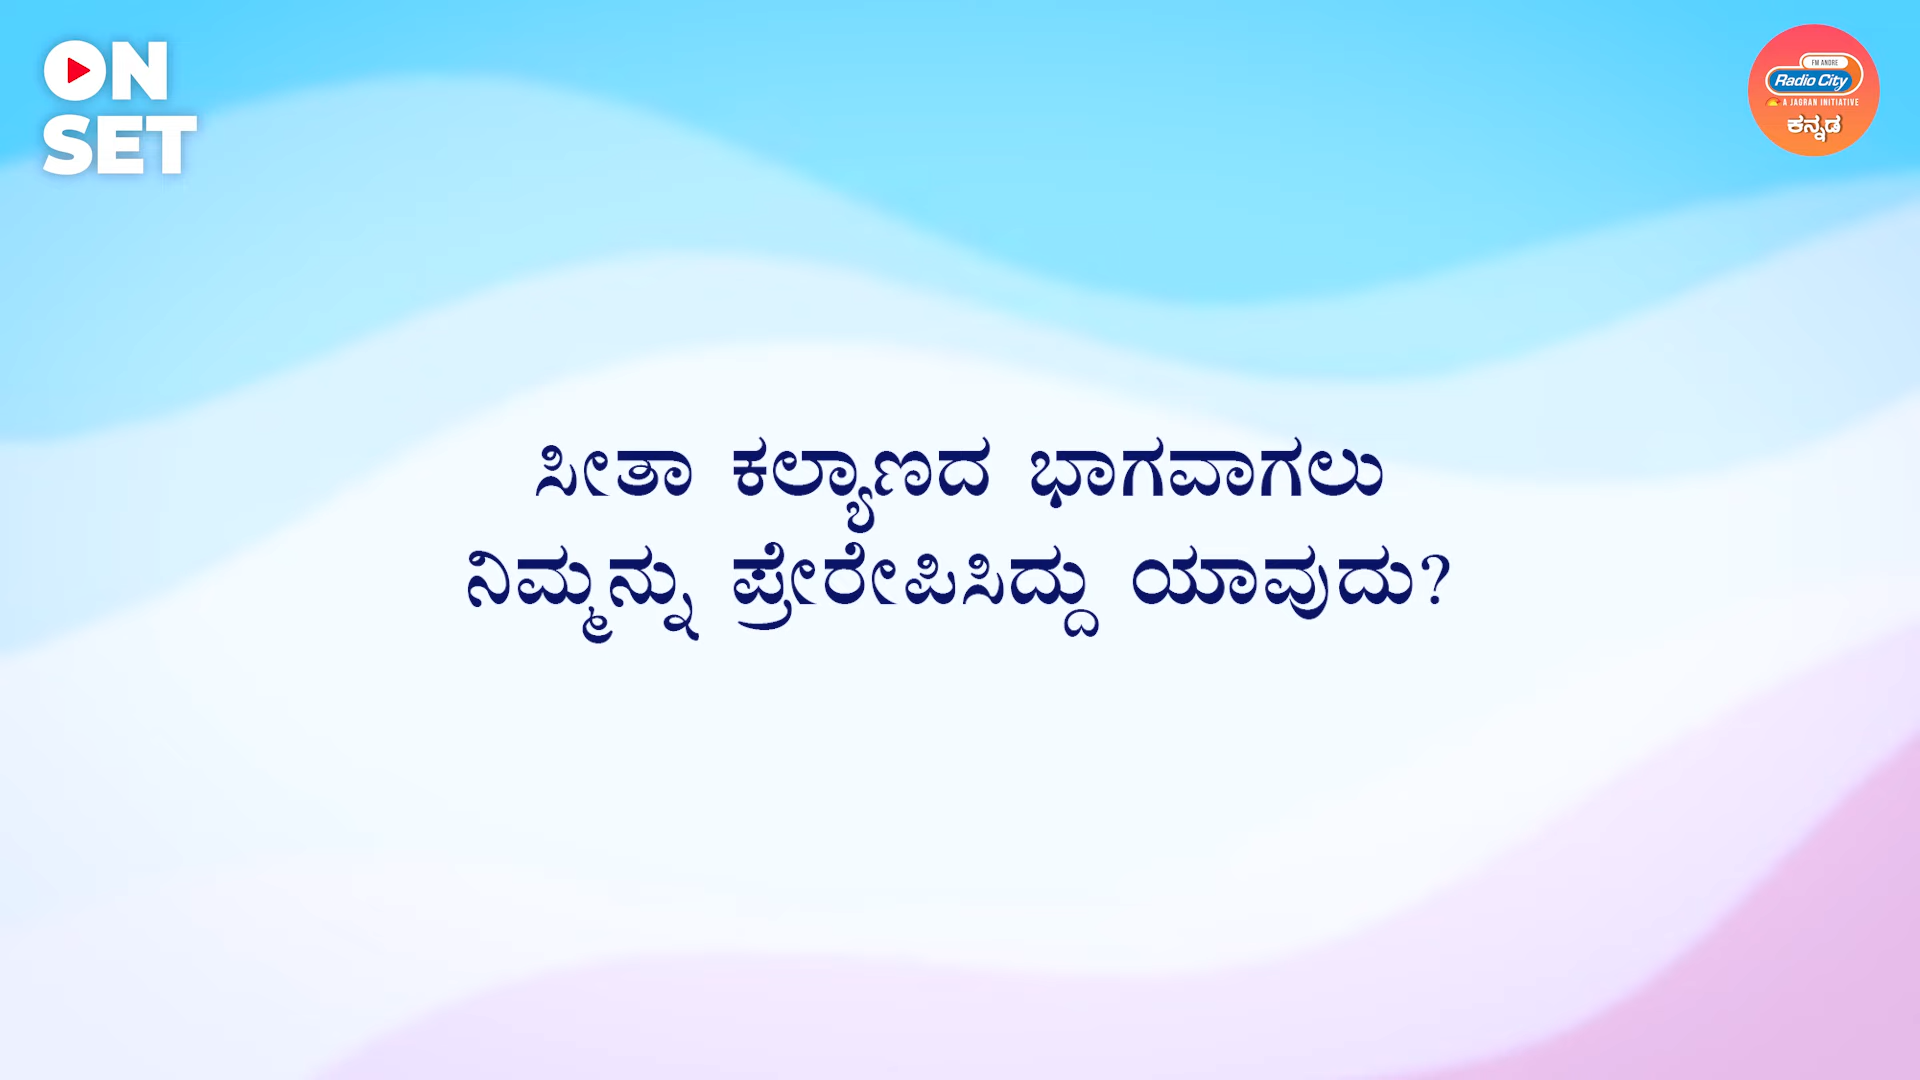 ON
SET
FM ANDRE
Radio City
A JAGRAN INITIATIVE
ಕನ್ನಡ
ಸೀತಾ ಕಲ್ಯಾಣದ ಭಾಗವಾಗಲು
ನಿಮ್ಮನ್ನು ಪ್ರೇರೇಪಿಸಿದ್ದು ಯಾವುದು?